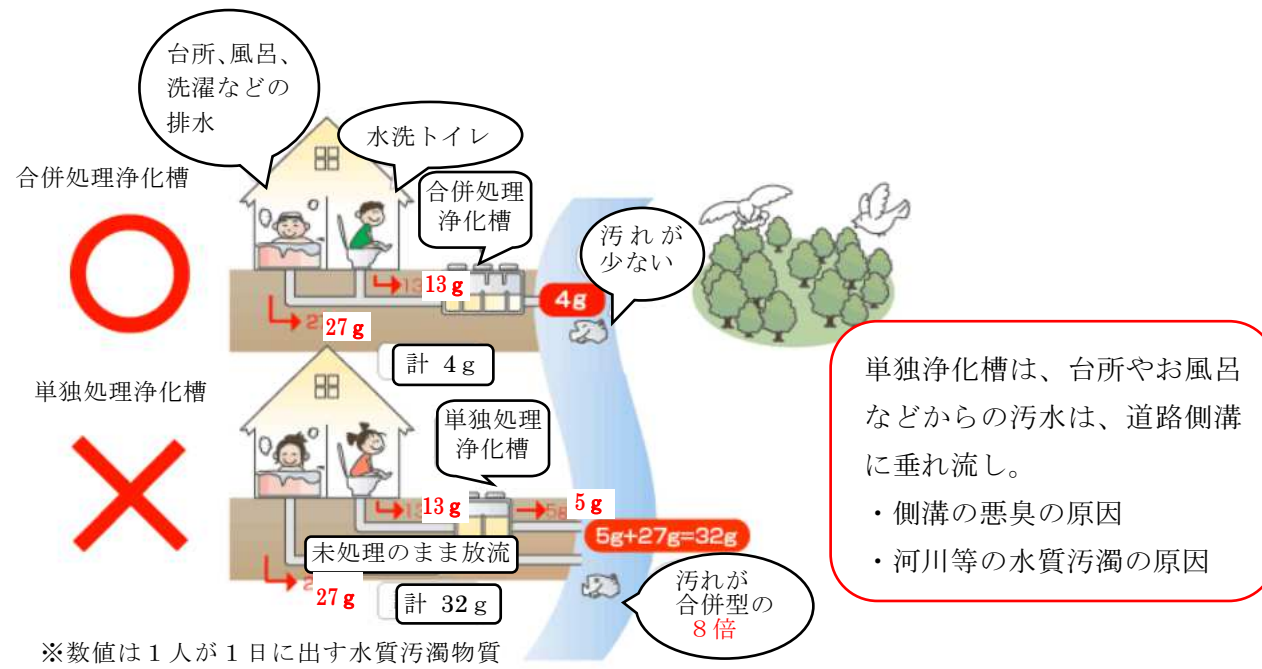 台所、風呂、
洗濯などの
排水
水洗トイレ
合併処理浄化槽
合併処理
浄化槽
汚れが
少ない
13g
27g
4g
計 4g
単独処理浄化槽
単独処理
浄化槽
13g
5g
5g+27g=32g
未処理のまま放流
27g
計 32g
汚れが
合併型の
8倍
単独浄化槽は、台所やお風呂
などからの汚水は、道路側溝
に垂れ流し。
・側溝の悪臭の原因
・河川等の水質汚濁の原因
※数値は1人が1日に出す水質汚濁物質